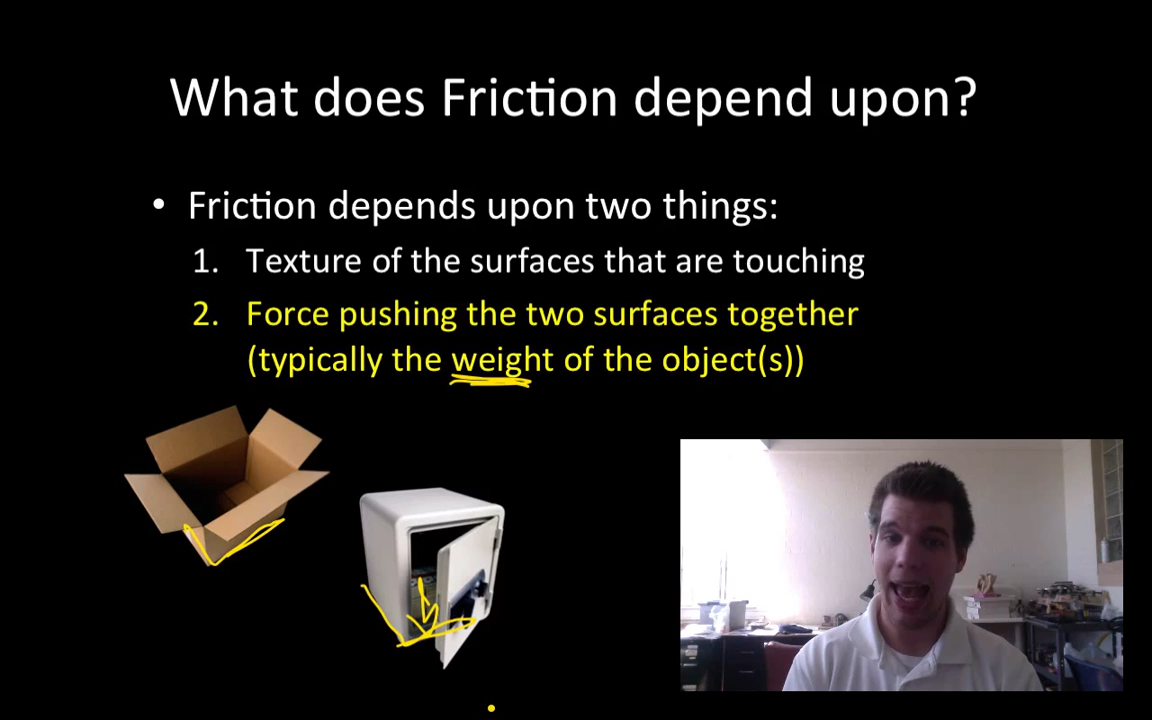 What does Friction depend upon?
• Friction depends upon two things:
1. Texture of the surfaces that are touching
2. Force pushing the two surfaces together
(typically the weight of the object(s))